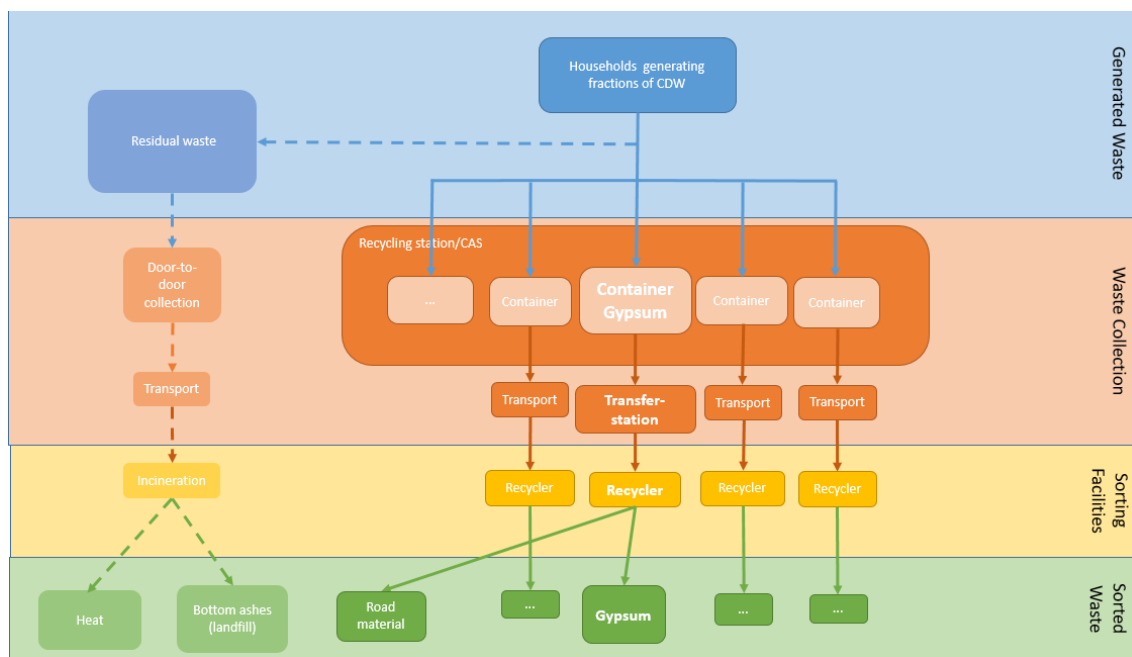 Households generating
fractions of CDW
Generated Waste
Residual waste
Recycling station/CAS
Door-to-
door
collection
...
Container
Container
Gypsum
Container
Container
Waste Collection
Transport
Transport
Transfer-
station
Transport
Transport
Incineration
Recycler
Recycler
Recycler
Recycler
Sorting
Facilities
Heat
Bottom ashes
(landfill)
Road
material
...
Gypsum
...
...
Sorted
Waste